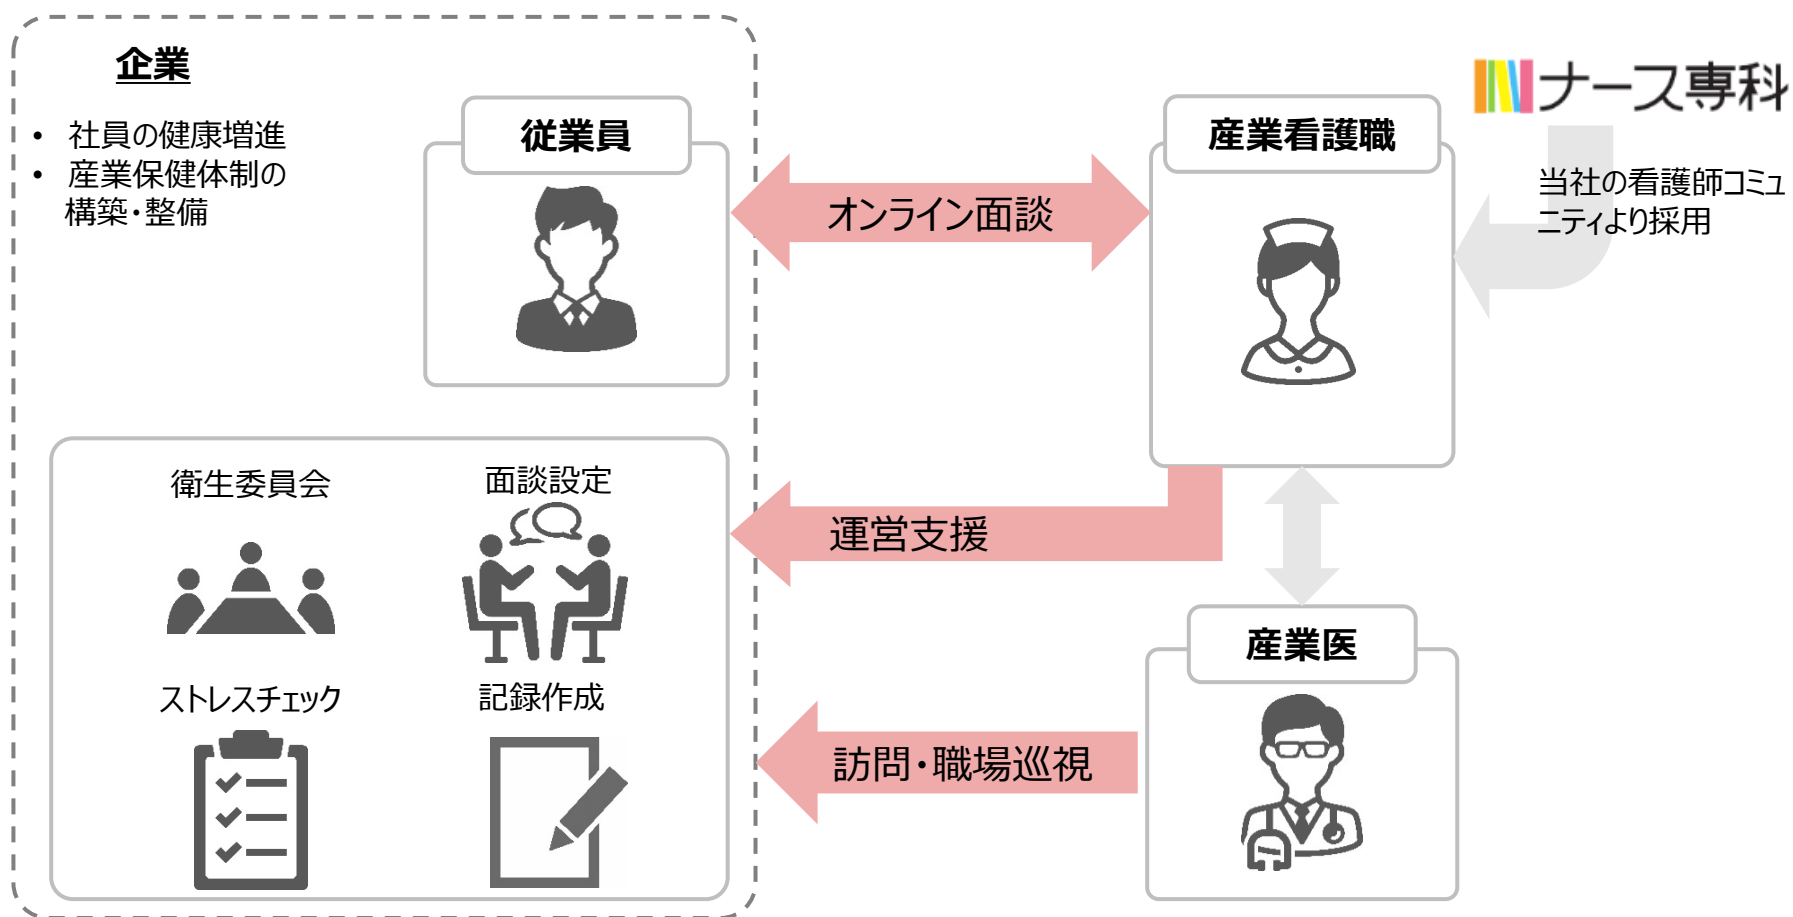 企業
• 社員の健康増進
• 産業保健体制の
構築・整備
従業員
オンライン面談
産業看護職
ナース専科
当社の看護師コミュ
ニティより採用
衛生委員会
面談設定
運営支援
ストレスチェック
記録作成
産業医
訪問・職場巡視